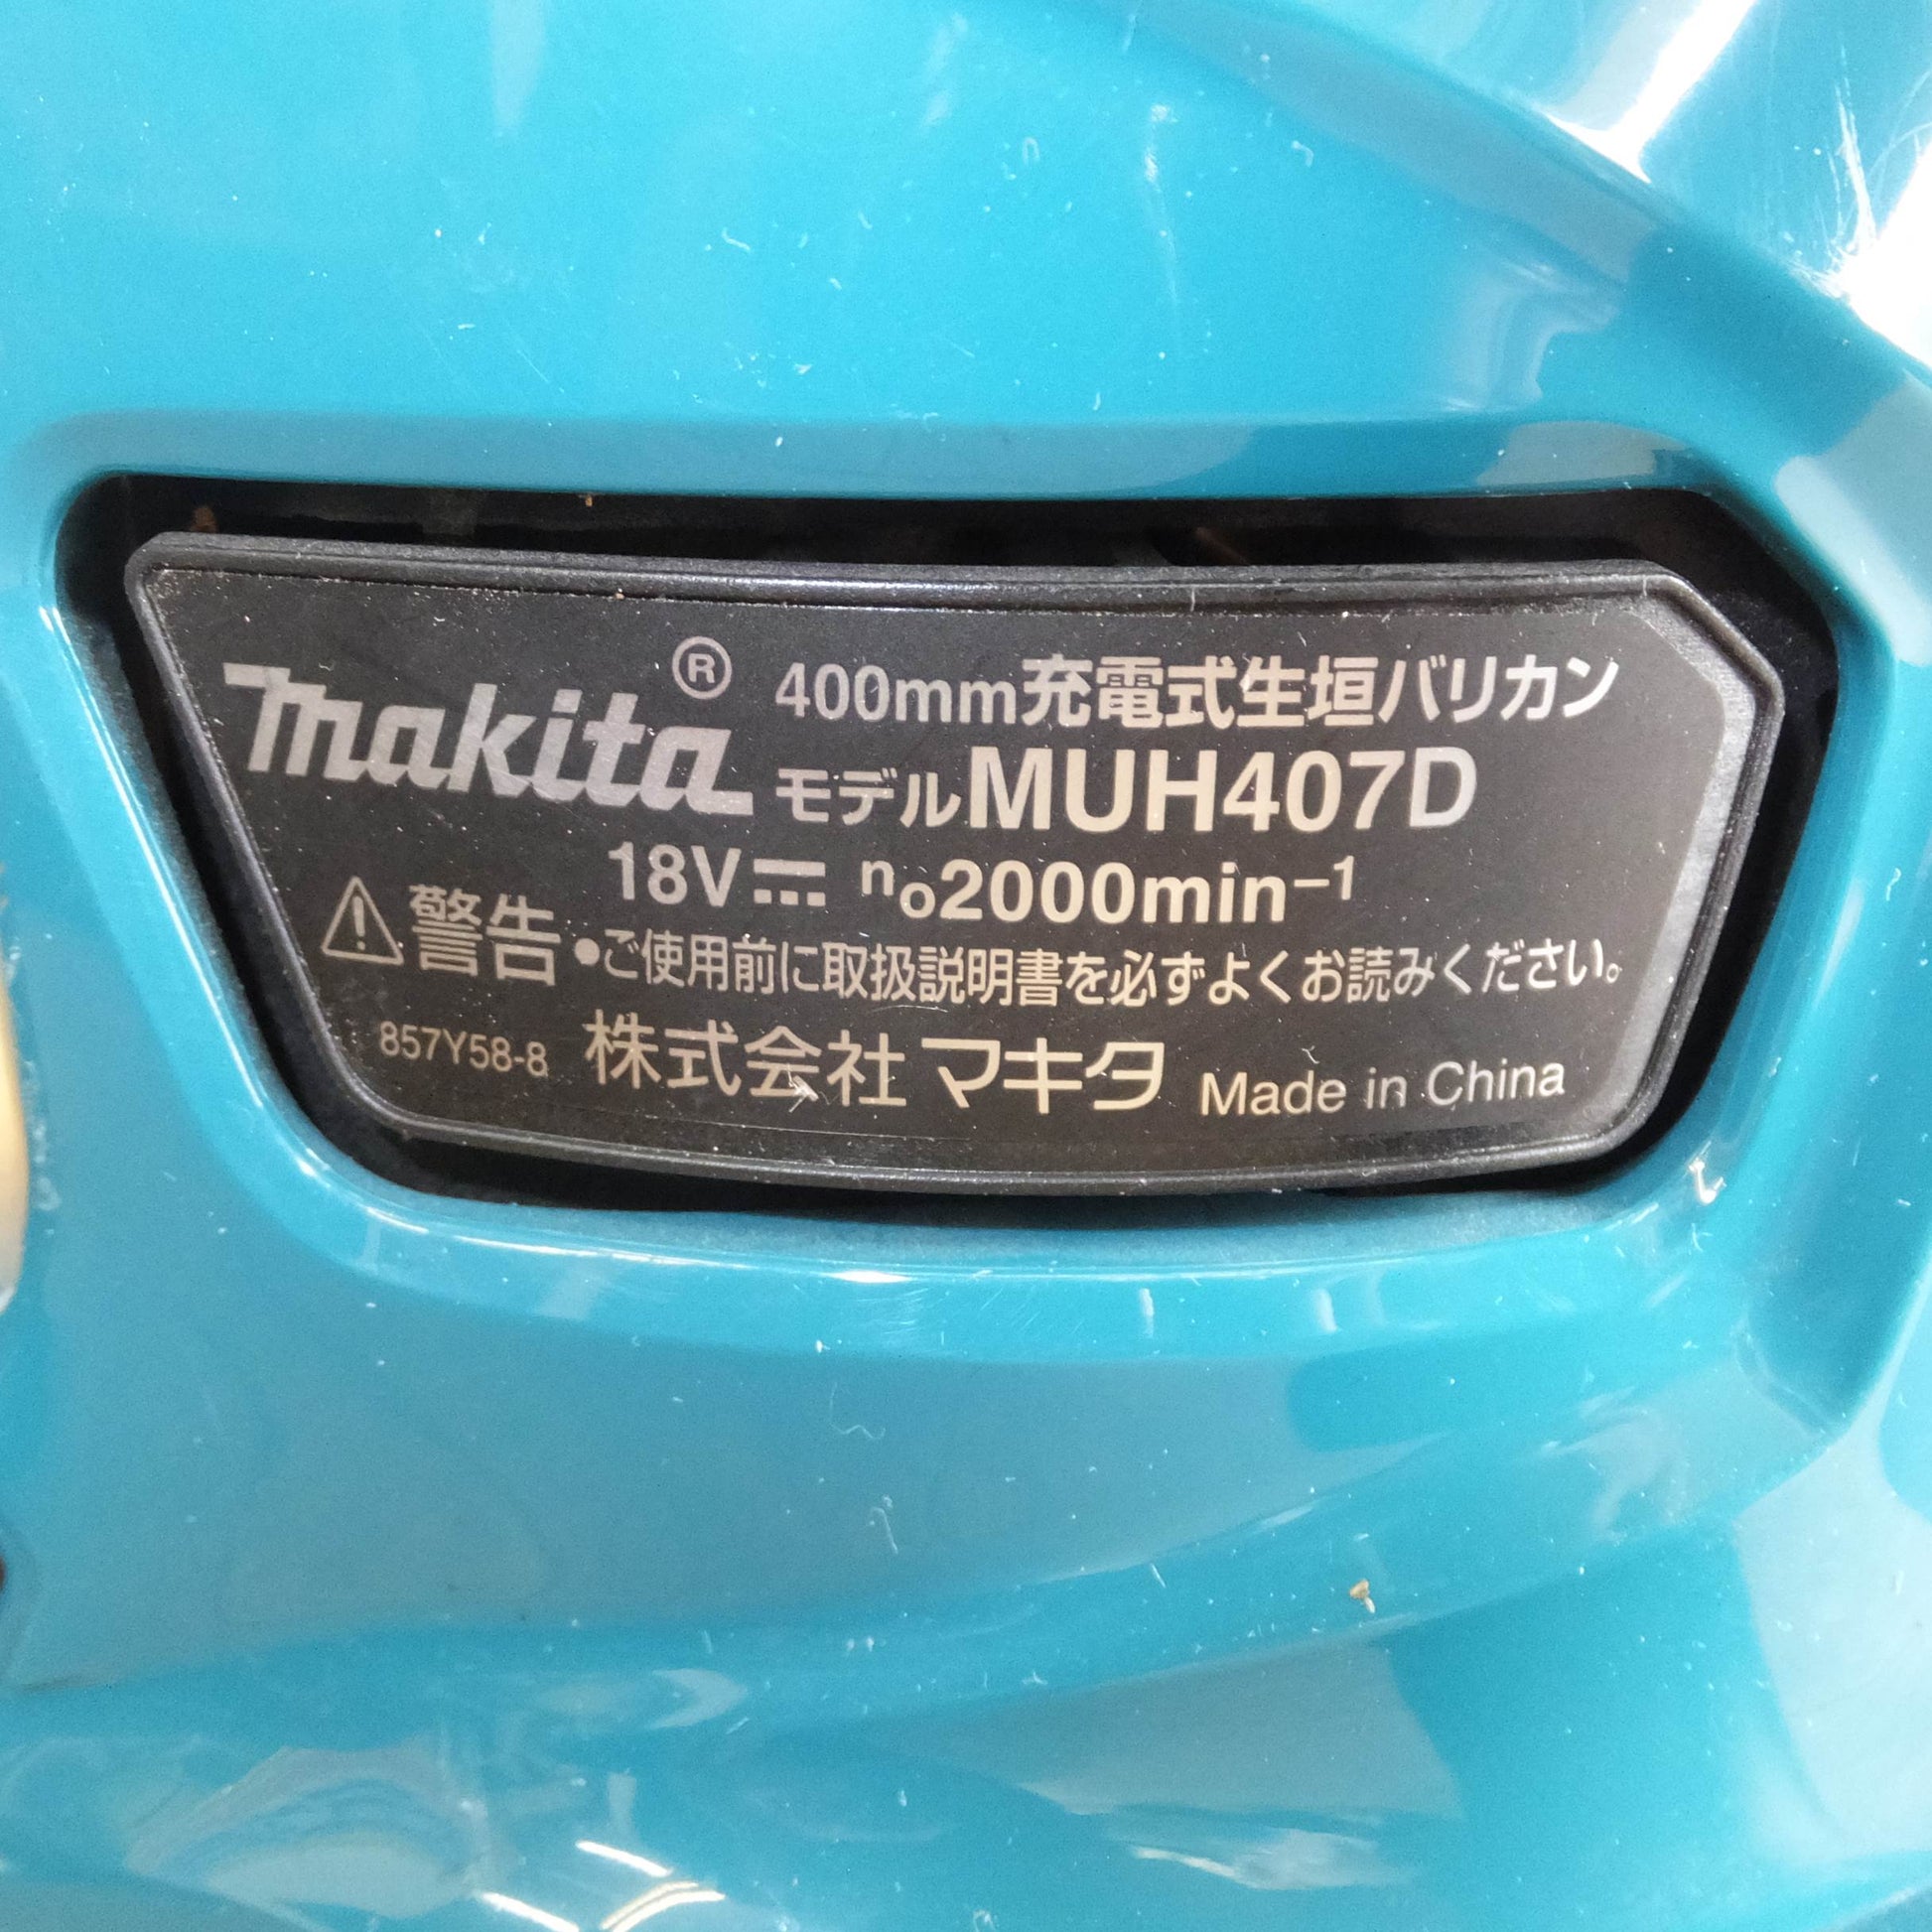 makita® 400mm充電式生垣バリカン
モデルMUH407D
18V⎓ no2000min⁻¹
⚠警告 •ご使用前に取扱説明書を必ずよくお読みください。
857Y58-8 株式会社マキタ Made in China